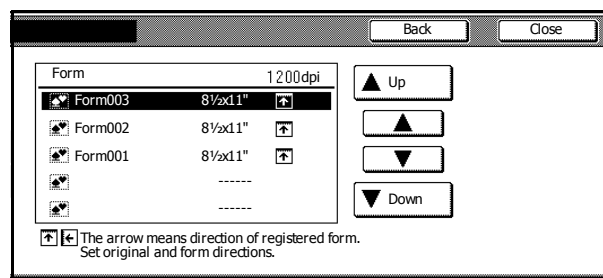 Back Close
Form 1200dpi
Form003 8½x11"
Form002 8½x11"
Form001 8½x11"
------
------
Up
Down
The arrow means direction of registered form.
Set original and form directions.